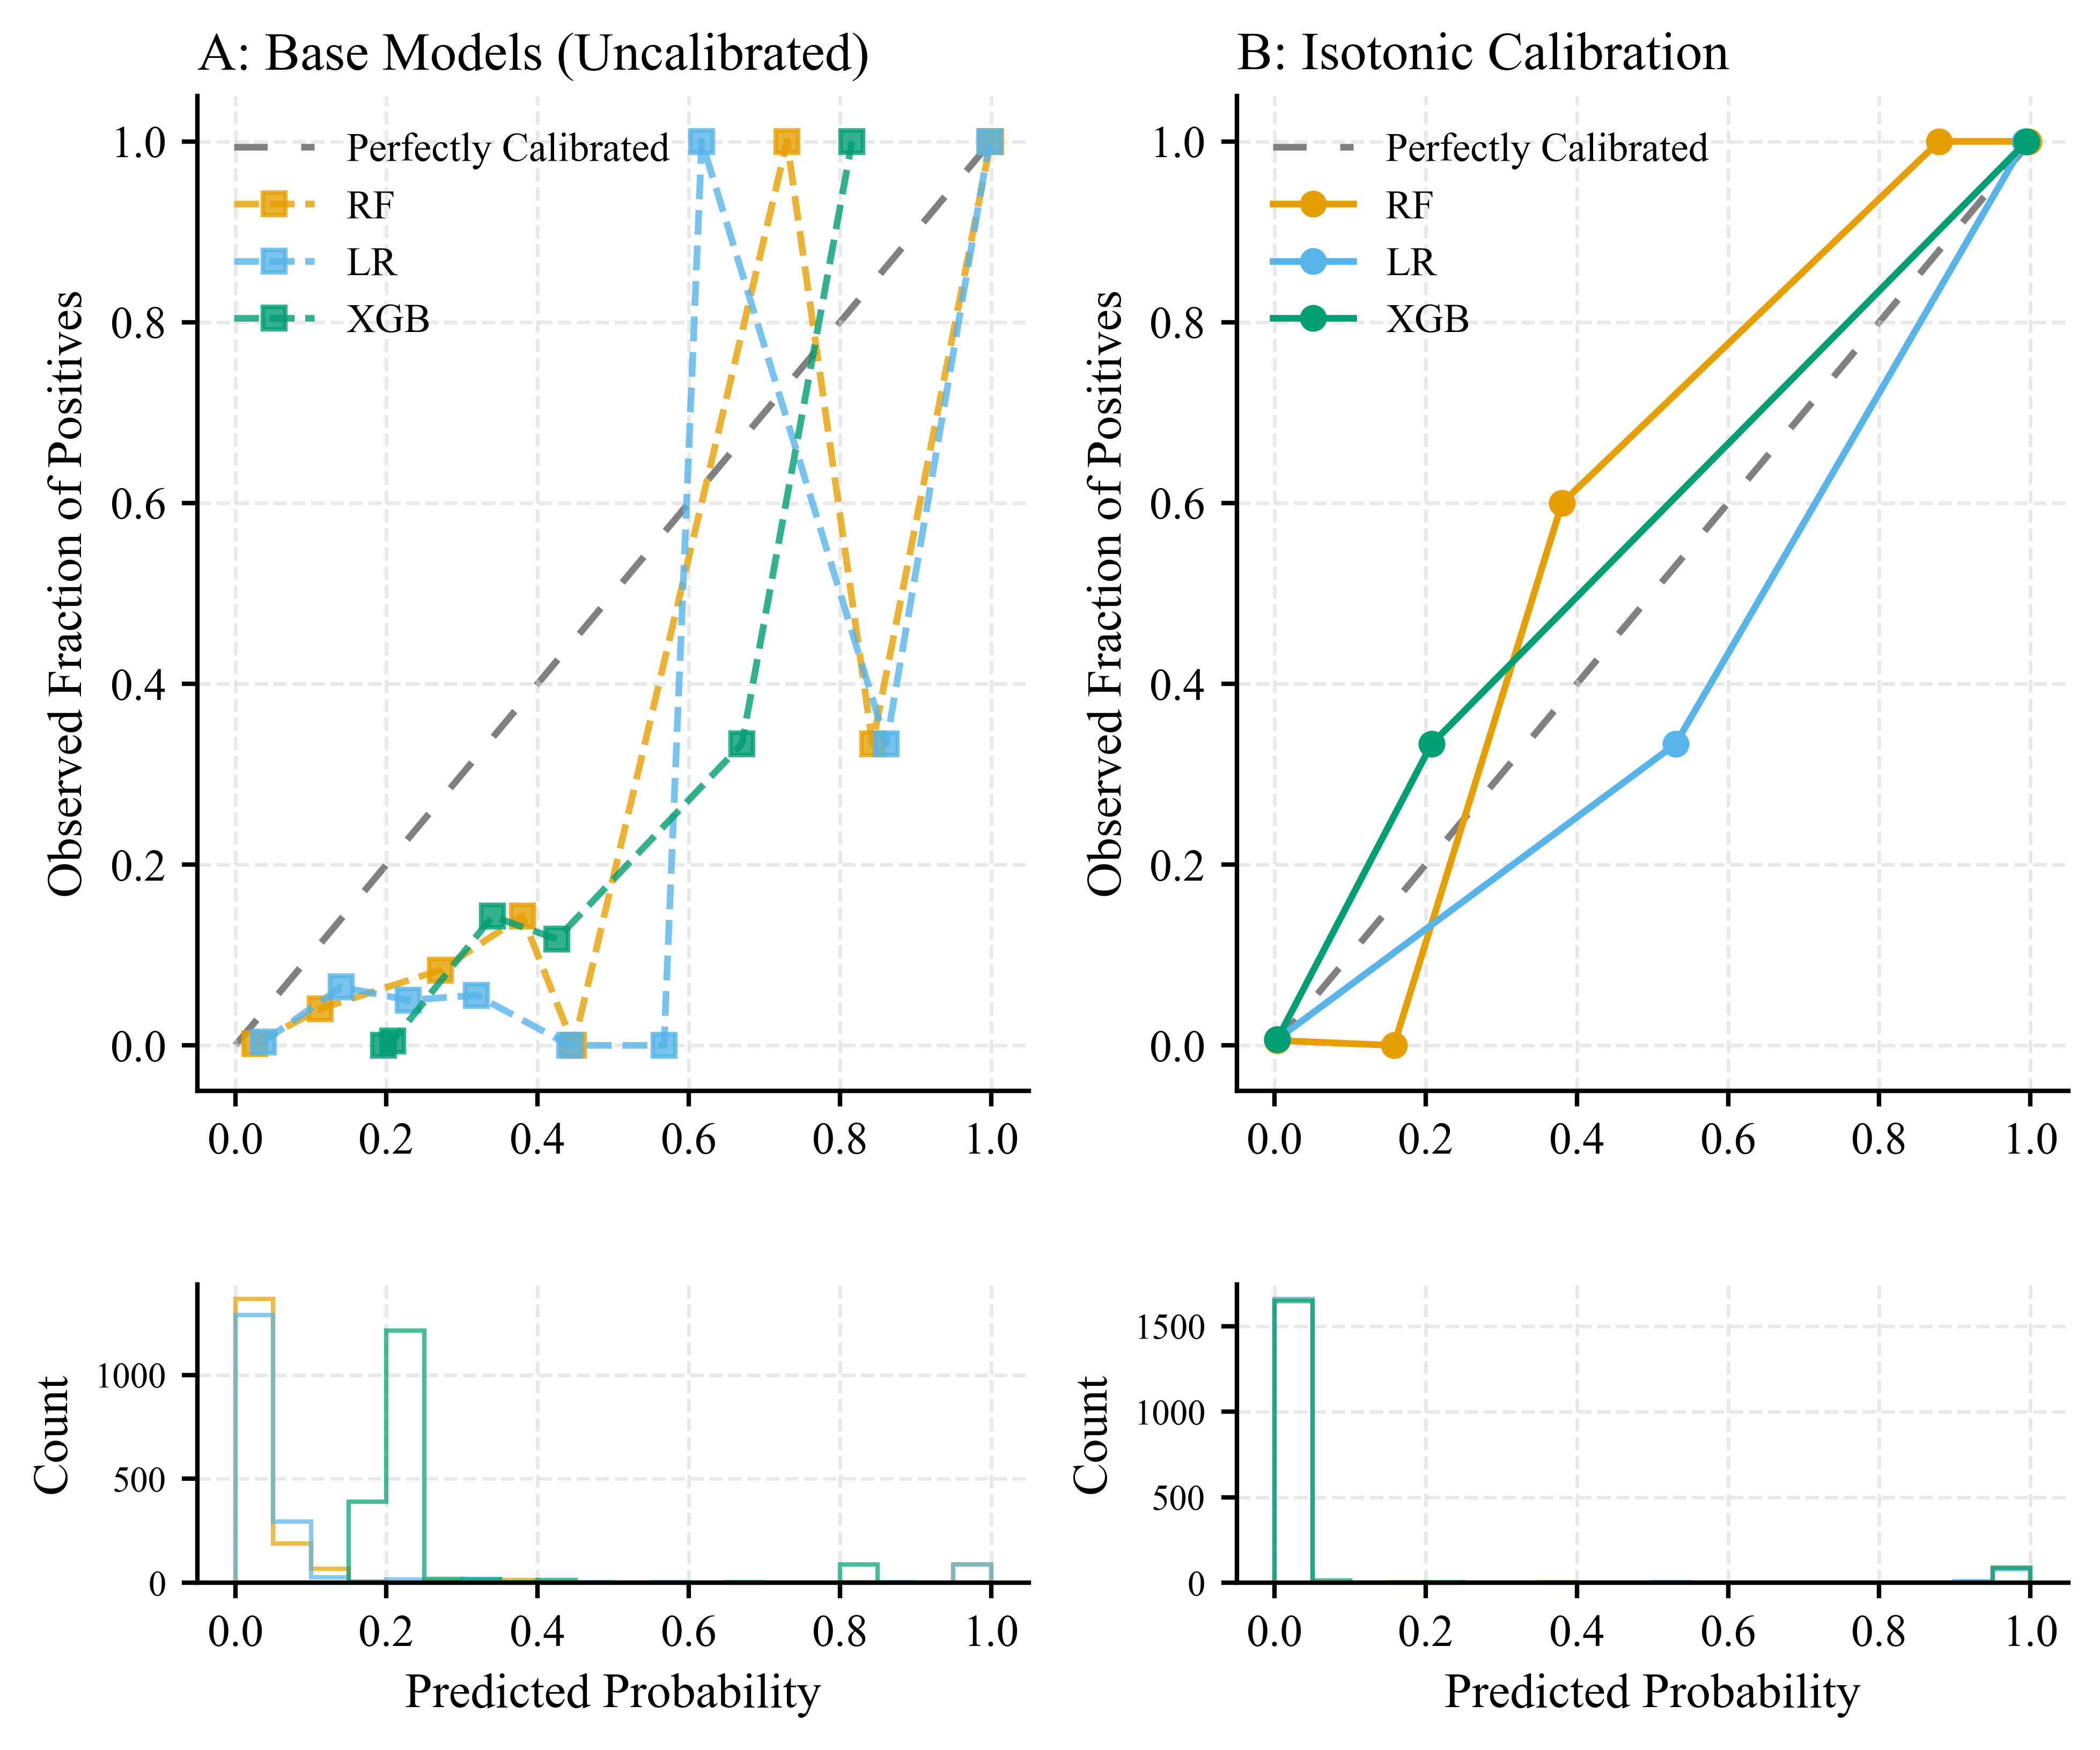 A: Base Models (Uncalibrated)
Observed Fraction of Positives
1.0
0.8
0.6
0.4
0.2
0.0
Perfectly Calibrated
RF
LR
XGB
0.0 0.2 0.4 0.6 0.8 1.0
B: Isotonic Calibration
Observed Fraction of Positives
1.0
0.8
0.6
0.4
0.2
0.0
Perfectly Calibrated
RF
LR
XGB
0.0 0.2 0.4 0.6 0.8 1.0
Count
1000
500
0
0.0 0.2 0.4 0.6 0.8 1.0
Predicted Probability
Count
1500
1000
500
0
0.0 0.2 0.4 0.6 0.8 1.0
Predicted Probability